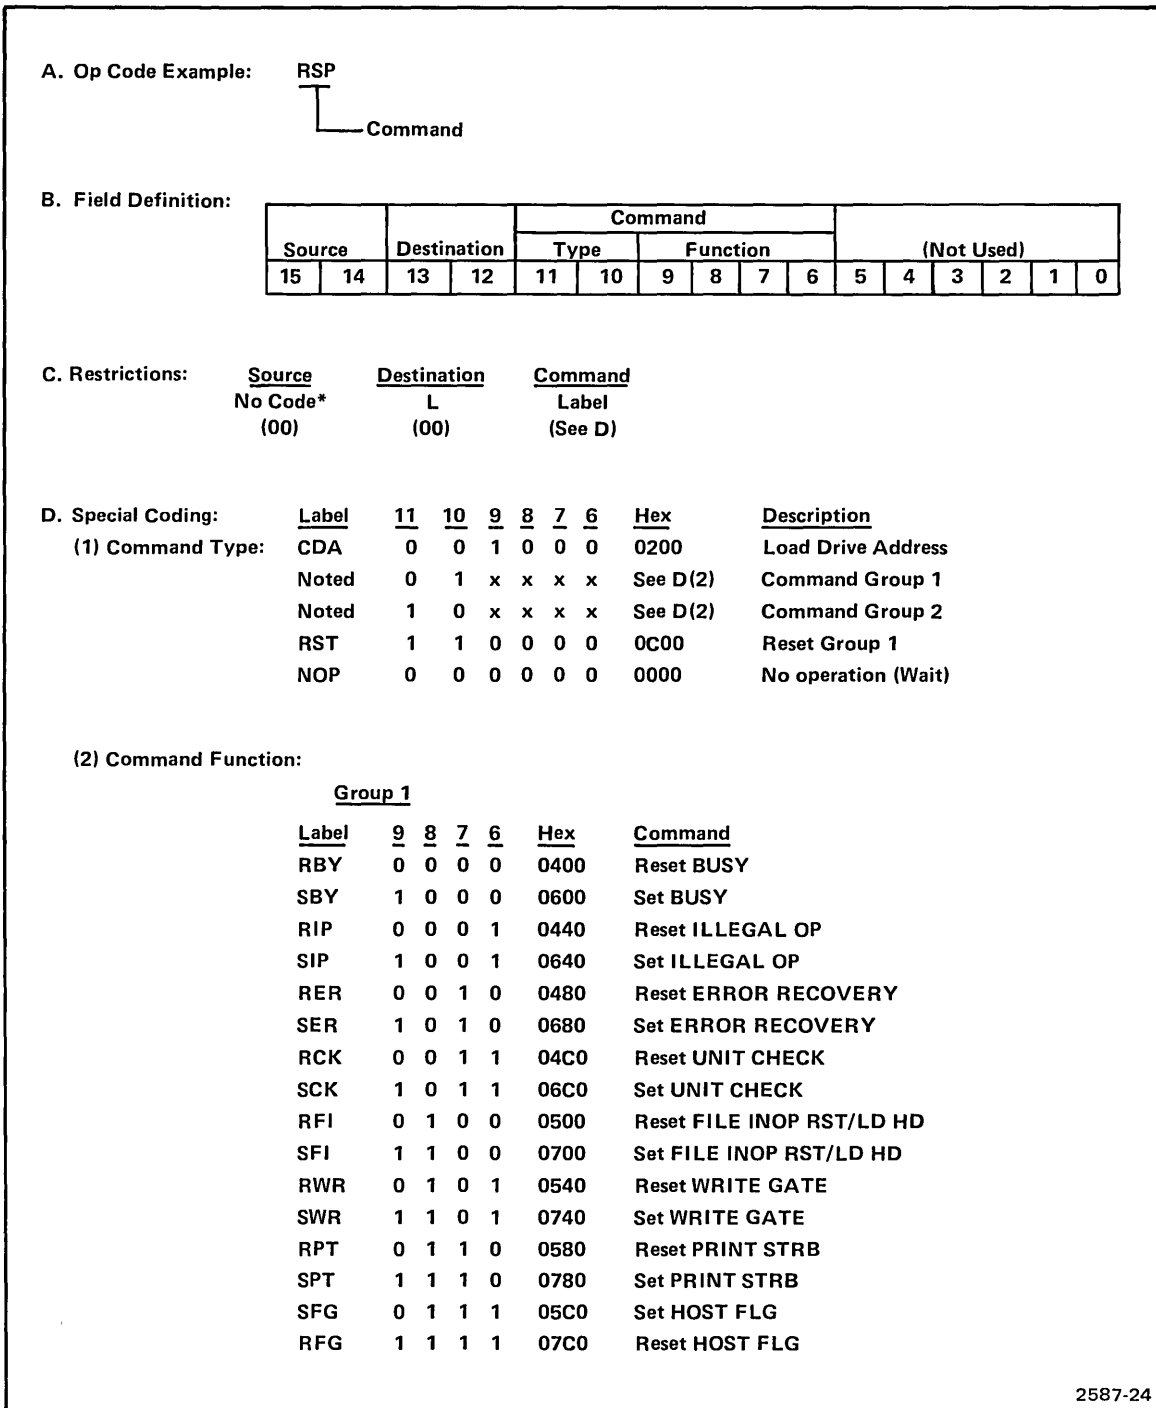 A. Op Code Example: RSP
Command
B. Field Definition:
Command
Source Destination Type Function (Not Used)
15 14 13 12 11 10 9 8 7 6 5 4 3 2 1 0
C. Restrictions: Source Destination Command
No Code* L Label
(00) (00) (See D)
D. Special Coding: Label 11 10 9 8 7 6 Hex Description
(1) Command Type: CDA 0 0 1 0 0 0 0200 Load Drive Address
Noted 0 1 x x x x See D(2) Command Group 1
Noted 1 0 x x x x See D(2) Command Group 2
RST 1 1 0 0 0 0 0C00 Reset Group 1
NOP 0 0 0 0 0 0 0000 No operation (Wait)
(2) Command Function:
Group 1
Label 9 8 7 6 Hex Command
RBY 0 0 0 0 0400 Reset BUSY
SBY 1 0 0 0 0600 Set BUSY
RIP 0 0 0 1 0440 Reset ILLEGAL OP
SIP 1 0 0 1 0640 Set ILLEGAL OP
RER 0 0 1 0 0480 Reset ERROR RECOVERY
SER 1 0 1 0 0680 Set ERROR RECOVERY
RCK 0 0 1 1 04C0 Reset UNIT CHECK
SCK 1 0 1 1 06C0 Set UNIT CHECK
RFI 0 1 0 0 0500 Reset FILE INOP RST/LD HD
SFI 1 1 0 0 0700 Set FILE INOP RST/LD HD
RWR 0 1 0 1 0540 Reset WRITE GATE
SWR 1 1 0 1 0740 Set WRITE GATE
RPT 0 1 1 0 0580 Reset PRINT STRB
SPT 1 1 1 0 0780 Set PRINT STRB
SFG 0 1 1 1 05C0 Set HOST FLG
RFG 1 1 1 1 07C0 Reset HOST FLG
2587-24